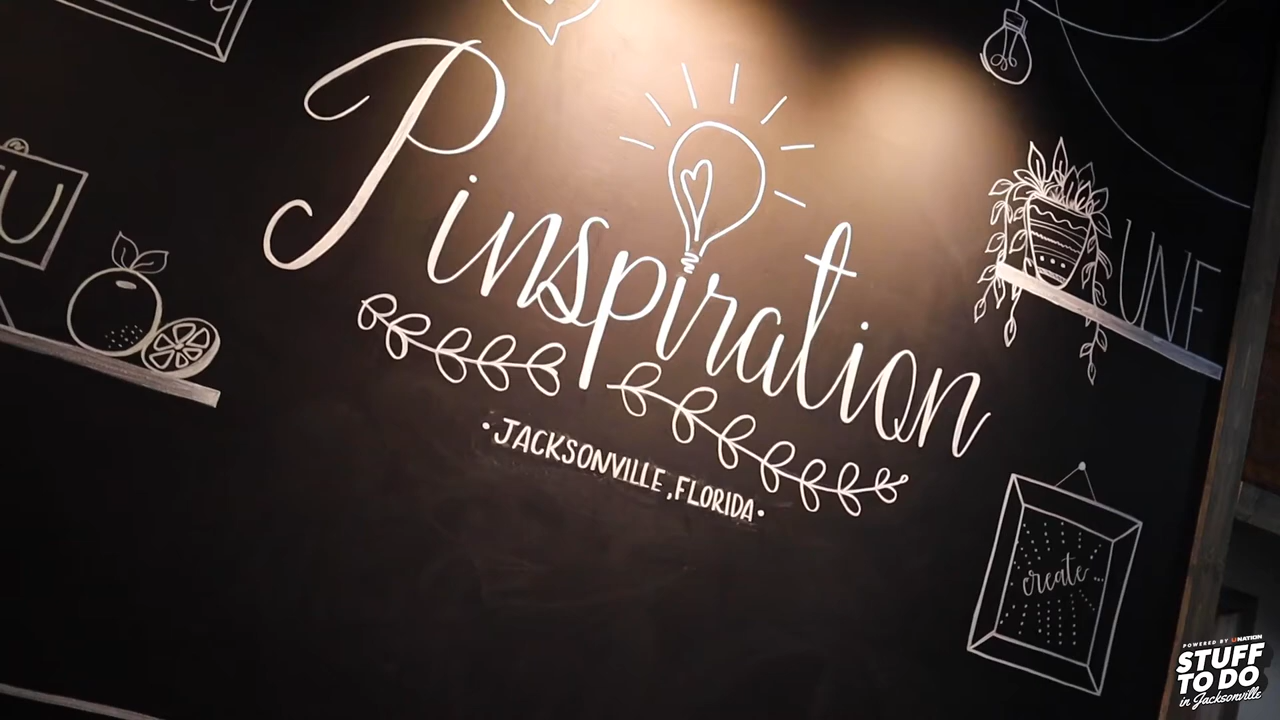 Pinspiration
• JACKSONVILLE, FLORIDA •
UNF
create...
POWERED BY UNATION
STUFF
TO DO
in Jacksonville